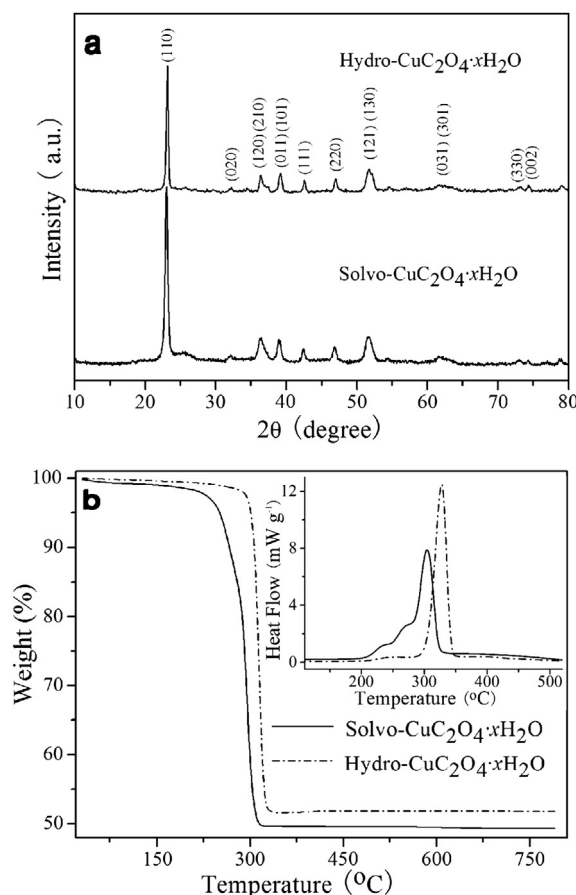 a
Hydro-CuC2O4·xH2O
(110)
(020)
(120) (210)
(011) (101)
(111)
(220)
(121) (130)
(031) (301)
(330)
(002)
Solvo-CuC2O4·xH2O
Intensity ( a.u.)
10 20 30 40 50 60 70 80
2θ (degree)
b
100
90
80
70
60
50
Weight (%)
12
8
4
0
Heat Flow (mW g-1)
200 300 400 500
Temperature (oC)
Solvo-CuC2O4·xH2O
Hydro-CuC2O4·xH2O
150 300 450 600 750
Temperature (oC)